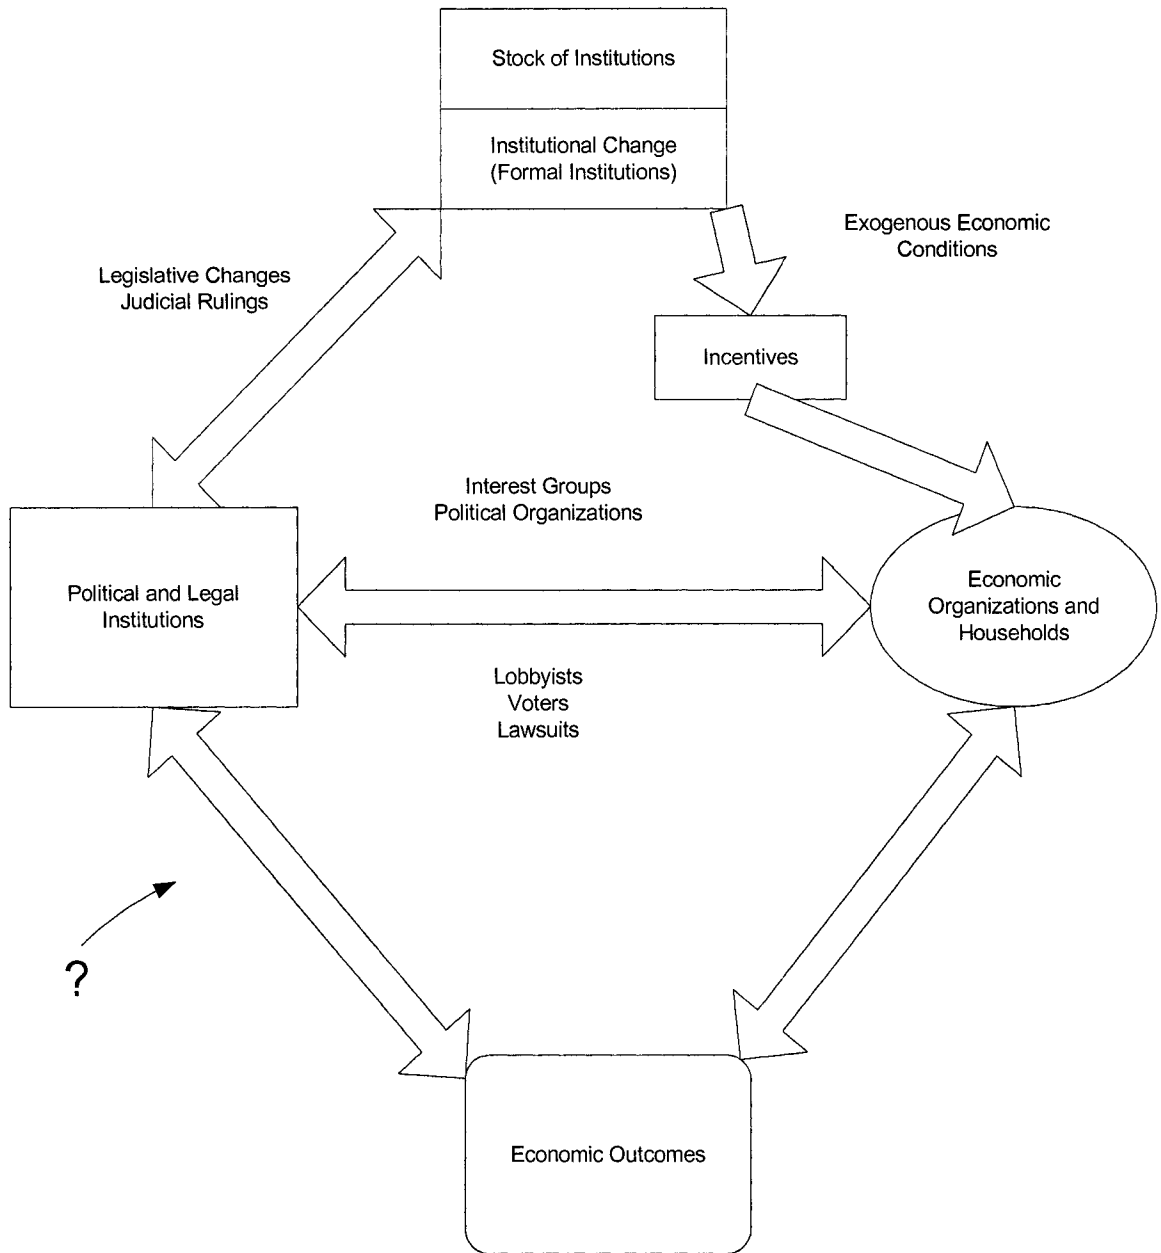 Stock of Institutions
Institutional Change
(Formal Institutions)
Exogenous Economic
Conditions
Legislative Changes
Judicial Rulings
Incentives
Interest Groups
Political Organizations
Political and Legal
Institutions
Economic
Organizations and
Households
Lobbyists
Voters
Lawsuits
?
Economic Outcomes